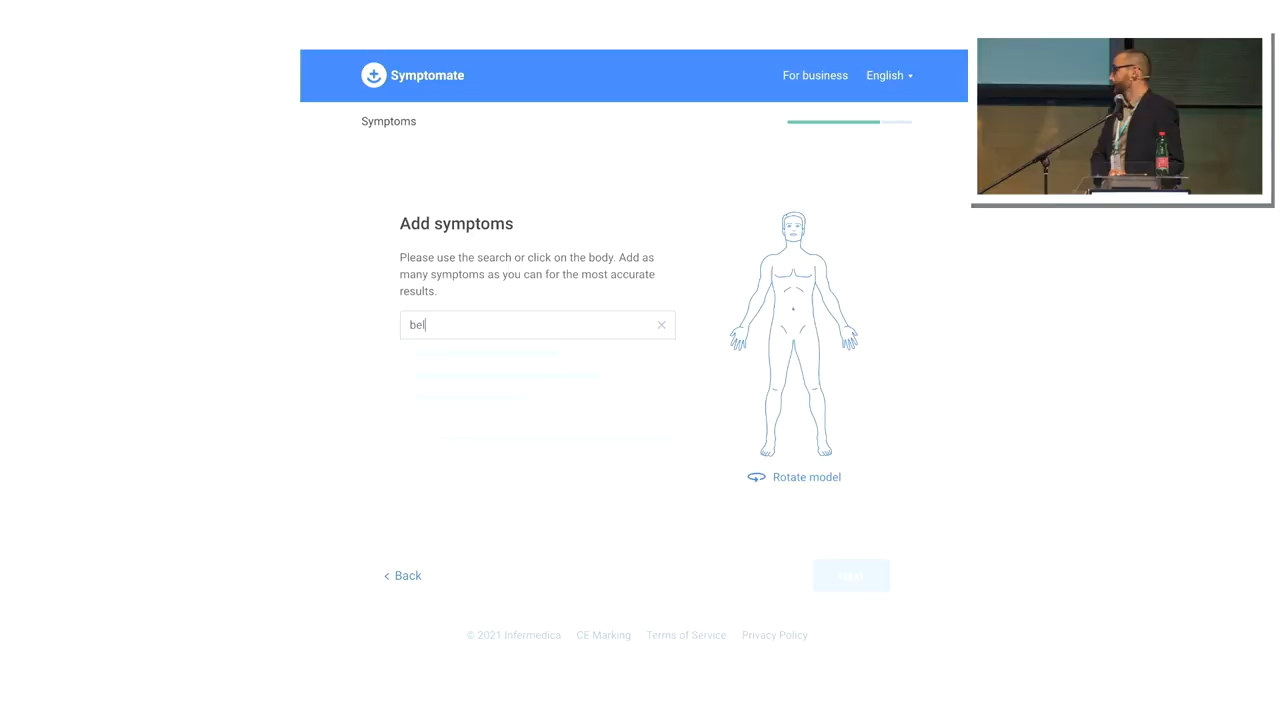 Symptomate
For business
English
Symptoms
Add symptoms
Please use the search or click on the body. Add as
many symptoms as you can for the most accurate
results.
bel
Rotate model
Back
Next
© 2021 Infermedica
CE Marking
Terms of Service
Privacy Policy